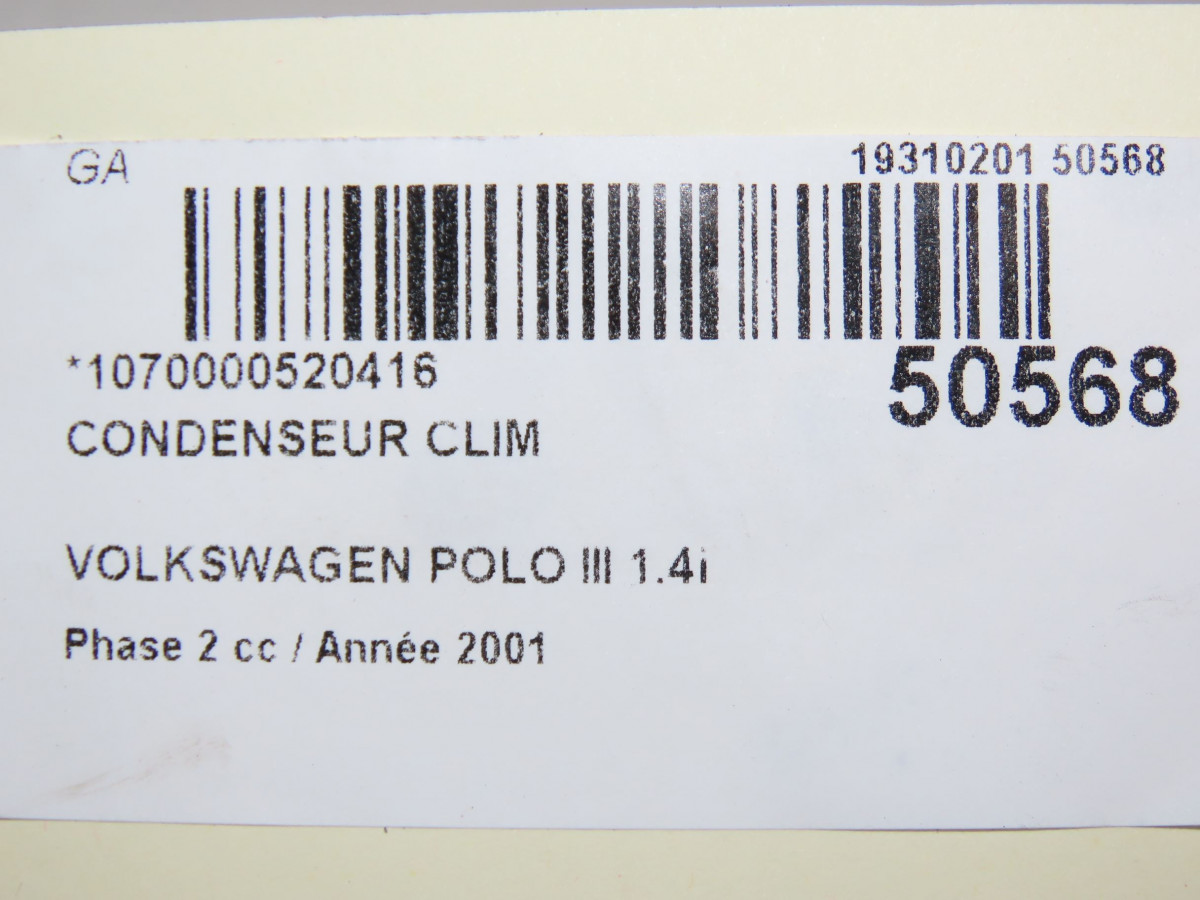 GA 19310201 50568
*1070000520416
50568
CONDENSEUR CLIM
VOLKSWAGEN POLO III 1.4i
Phase 2 cc / Année 2001